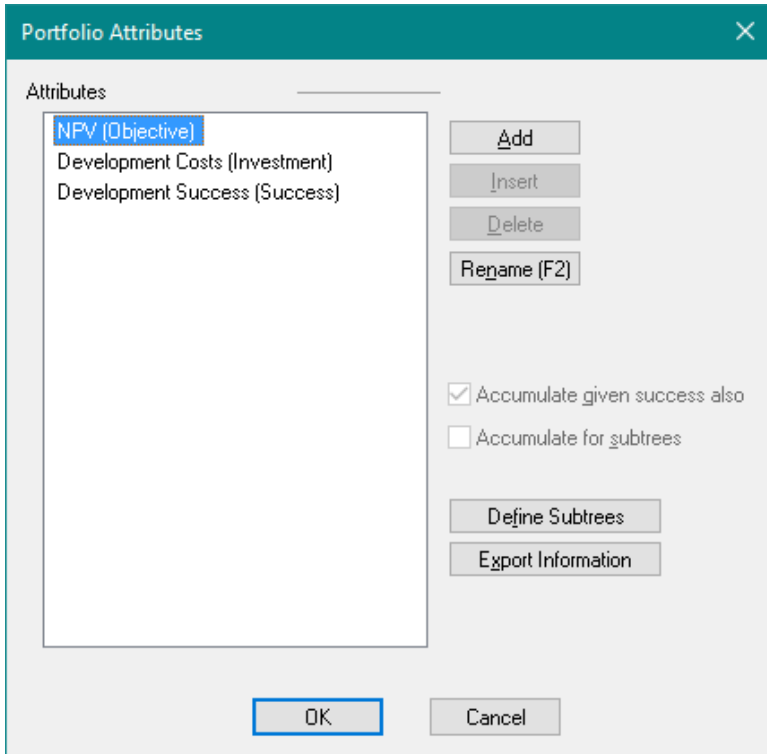 Portfolio Attributes
Attributes
NPV (Objective)
Development Costs (Investment)
Development Success (Success)
Add
Insert
Delete
Rename (F2)
Accumulate given success also
Accumulate for subtrees
Define Subtrees
Export Information
OK
Cancel